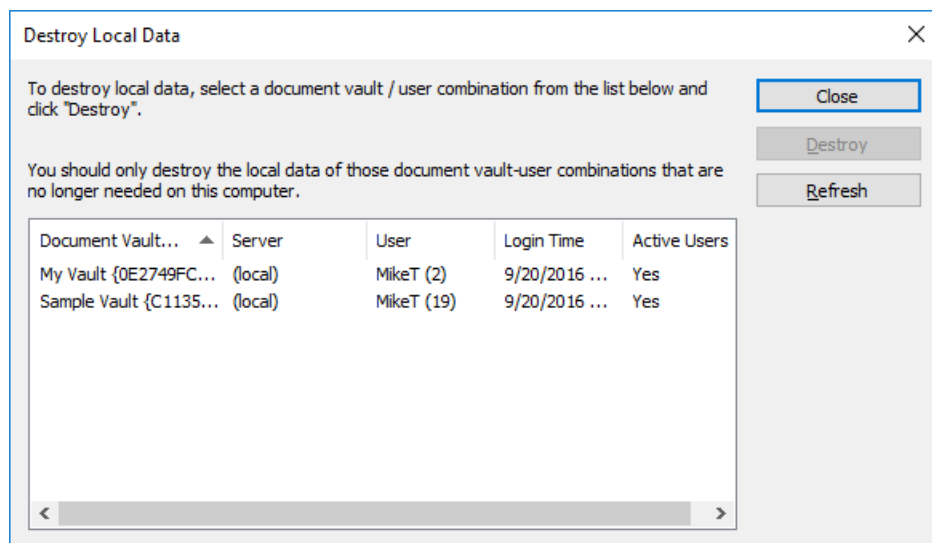 Destroy Local Data
To destroy local data, select a document vault / user combination from the list below and
click "Destroy".
Close
Destroy
You should only destroy the local data of those document vault-user combinations that are
no longer needed on this computer.
Refresh
Document Vault... Server User Login Time Active Users
My Vault {0E2749FC... (local) MikeT (2) 9/20/2016 ... Yes
Sample Vault {C1135... (local) MikeT (19) 9/20/2016 ... Yes